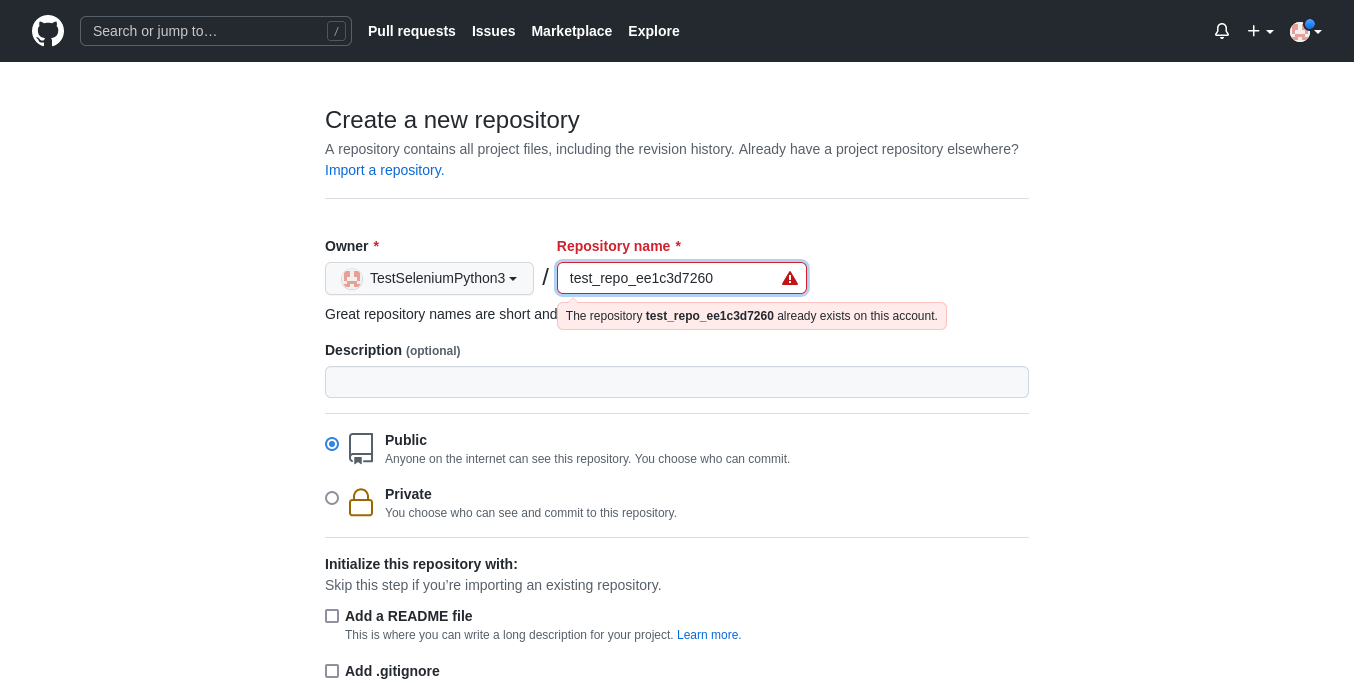 Search or jump to… /
Pull requests Issues Marketplace Explore
Create a new repository
A repository contains all project files, including the revision history. Already have a project repository elsewhere?
Import a repository.
Owner * Repository name *
TestSeleniumPython3 / test_repo_ee1c3d7260
Great repository names are short and
The repository test_repo_ee1c3d7260 already exists on this account.
Description (optional)
Public
Anyone on the internet can see this repository. You choose who can commit.
Private
You choose who can see and commit to this repository.
Initialize this repository with:
Skip this step if you’re importing an existing repository.
Add a README file
This is where you can write a long description for your project. Learn more.
Add .gitignore